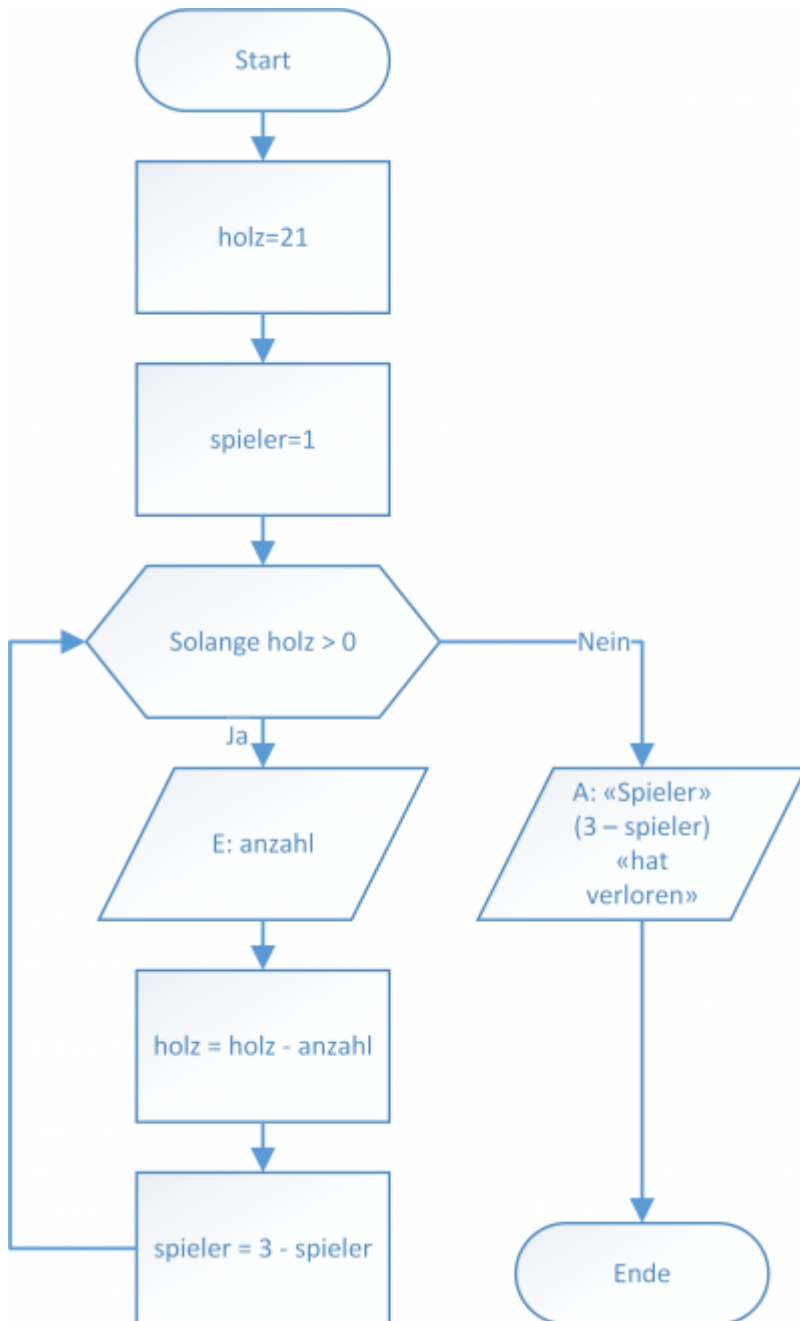 Start
holz=21
spieler=1
Solange holz > 0
Nein
Ja
E: anzahl
A: «Spieler»
(3 – spieler)
«hat
verloren»
holz = holz - anzahl
spieler = 3 - spieler
Ende